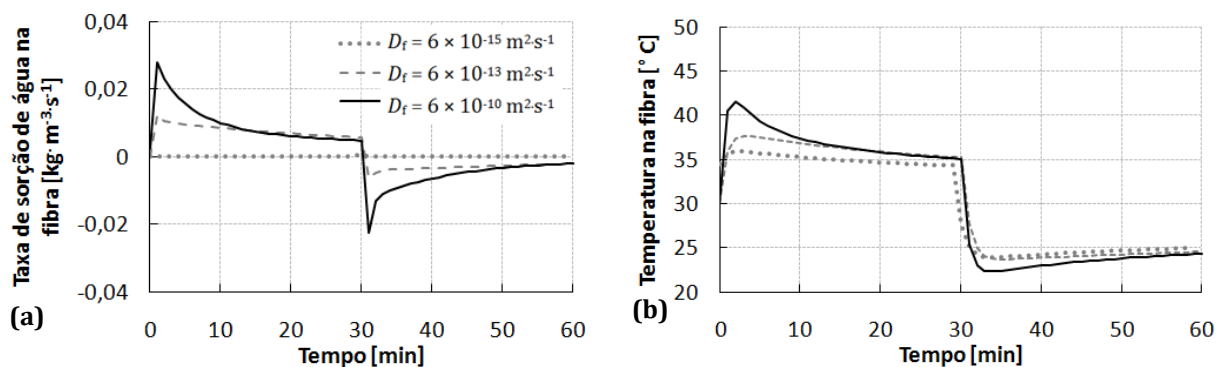 0,04
0,02
0
-0,02
-0,04
Taxa de sorção de água na
fibra [kg·m-3·s-1]
D_f = 6 × 10-15 m2·s-1
D_f = 6 × 10-13 m2·s-1
D_f = 6 × 10-10 m2·s-1
0 10 20 30 40 50 60
Tempo [min]
(a)
50
45
40
35
30
25
20
Temperatura na fibra [° C]
0 10 20 30 40 50 60
Tempo [min]
(b)